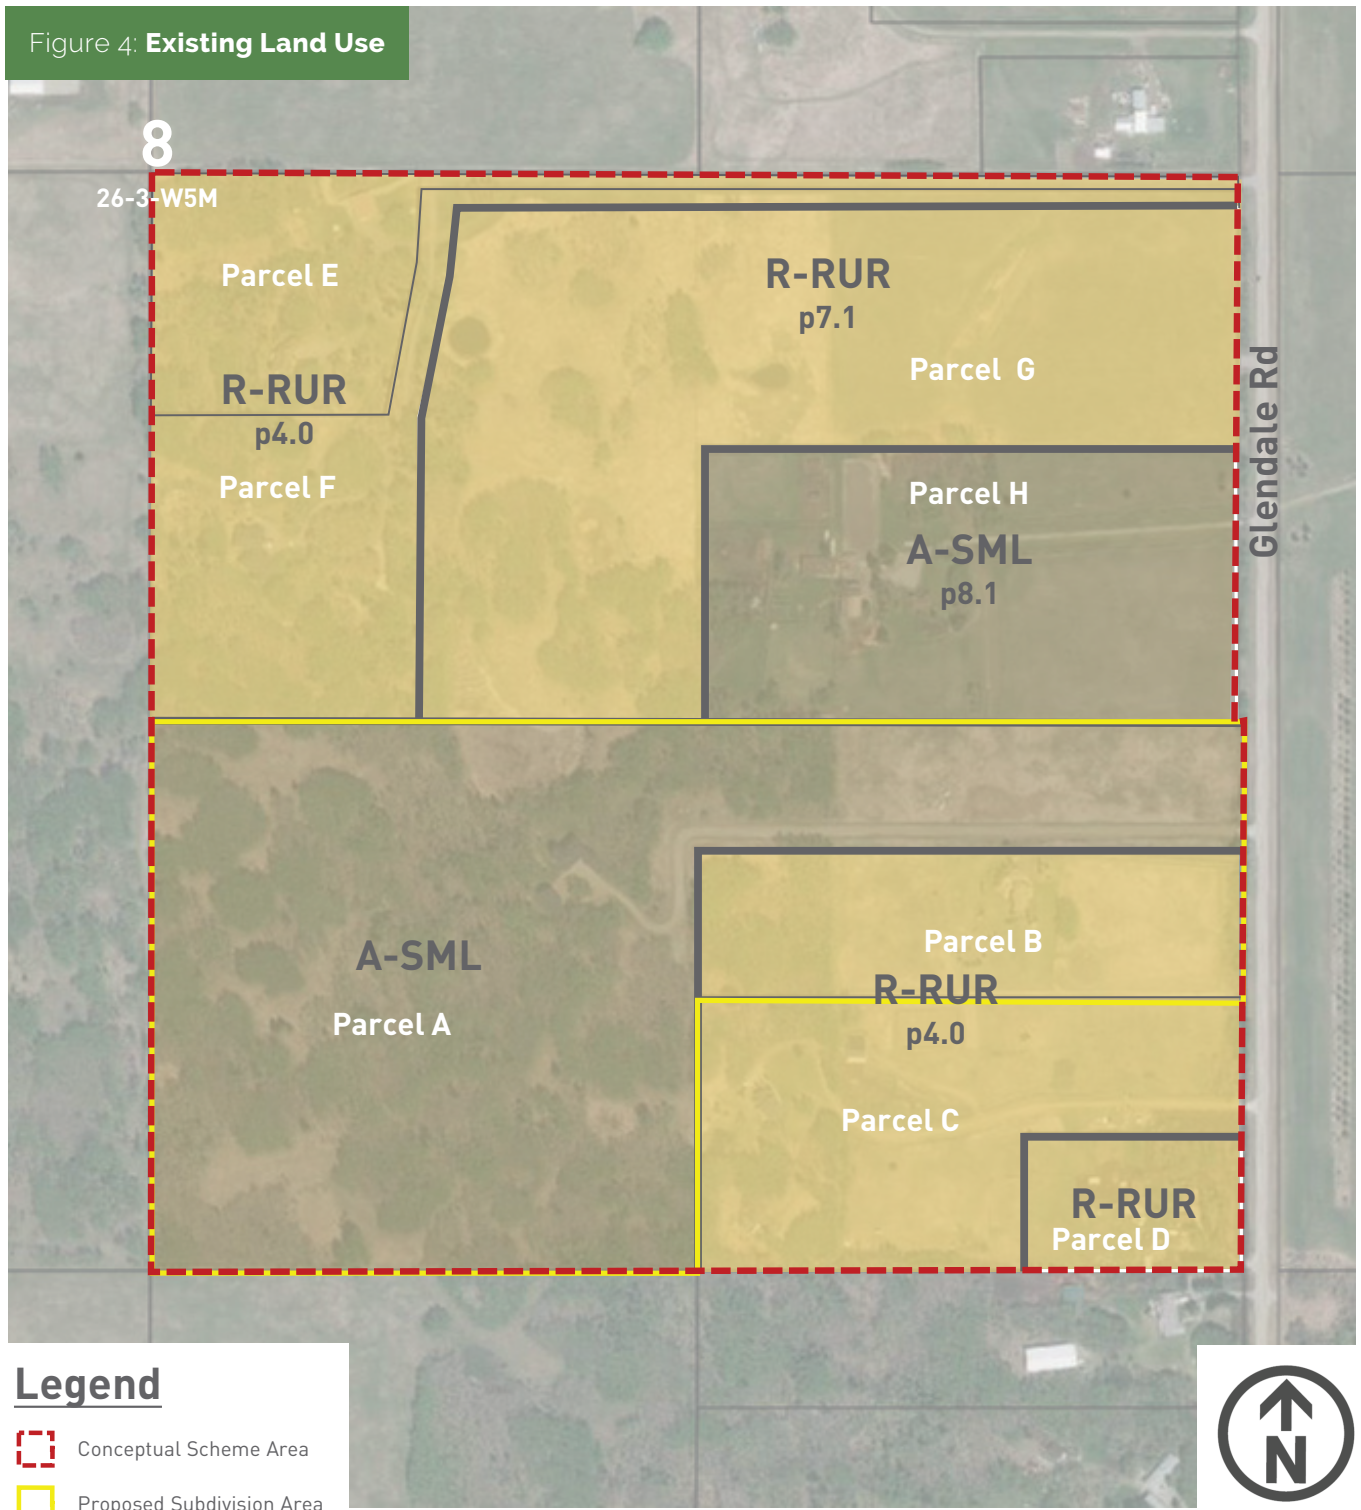 Figure 4: Existing Land Use
8
26-3-W5M
Parcel E
R-RUR
p7.1
Parcel G
R-RUR
p4.0
Parcel F
Glendale Rd
Parcel H
A-SML
p8.1
A-SML
Parcel A
Parcel B
R-RUR
p4.0
Parcel C
R-RUR
Parcel D
Legend
Conceptual Scheme Area
Proposed Subdivision Area
N